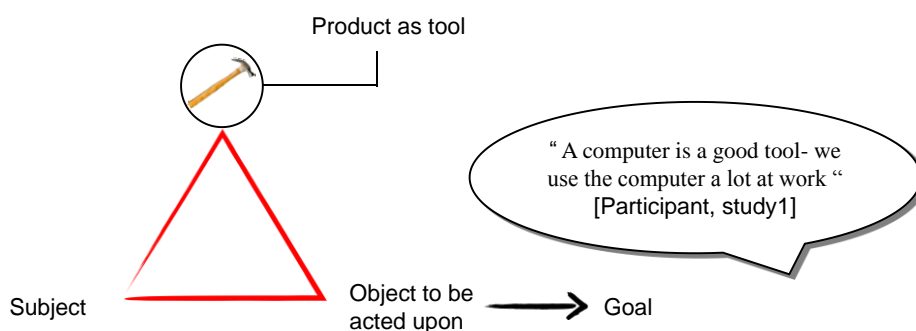 Product as tool
“ A computer is a good tool- we
use the computer a lot at work “
[Participant, study1]
Subject
Object to be
acted upon
Goal